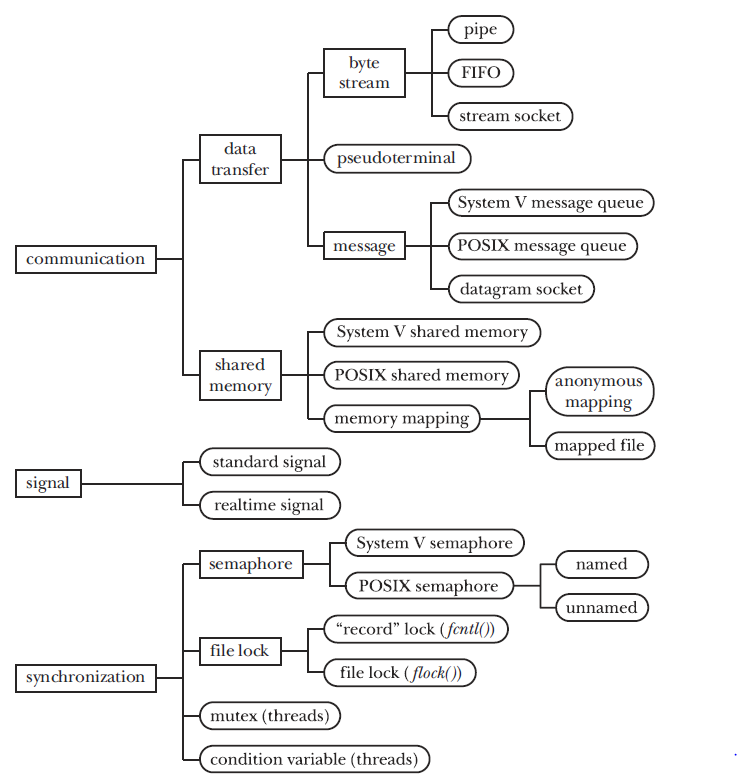 pipe
byte
stream
FIFO
stream socket
data
transfer
pseudoterminal
System V message queue
message
POSIX message queue
communication
datagram socket
System V shared memory
shared
memory
POSIX shared memory
anonymous
mapping
memory mapping
mapped file
standard signal
signal
realtime signal
System V semaphore
semaphore
named
POSIX semaphore
unnamed
“record” lock (fcntl())
file lock
file lock (flock())
synchronization
mutex (threads)
condition variable (threads)